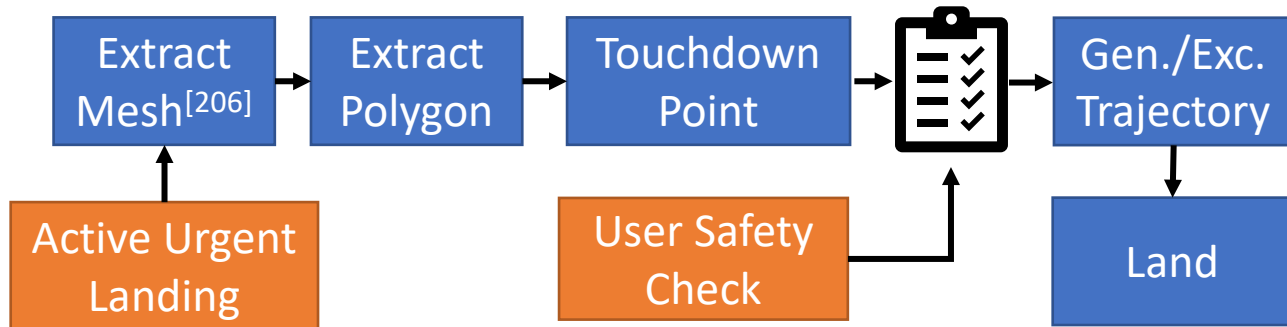 Extract
Mesh[206]
Extract
Polygon
Touchdown
Point
Gen./Exc.
Trajectory
Active Urgent
Landing
User Safety
Check
Land